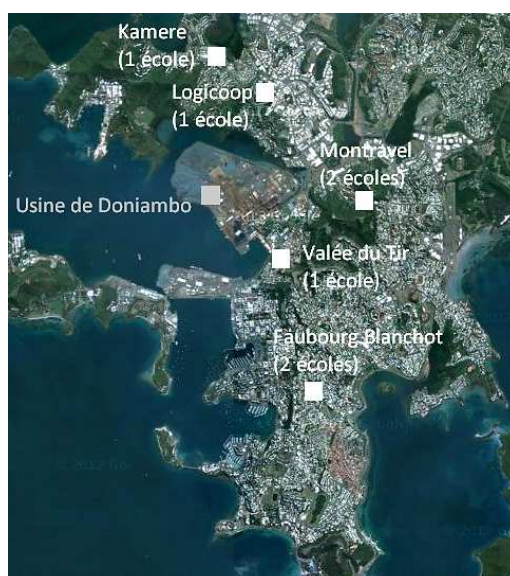 Kamere
(1 école)
Logicoop
(1 école)
Montravel
(2 écoles)
Usine de Doniambo
Valée du Tir
(1 école)
Faubourg Blanchot
(2 écoles)